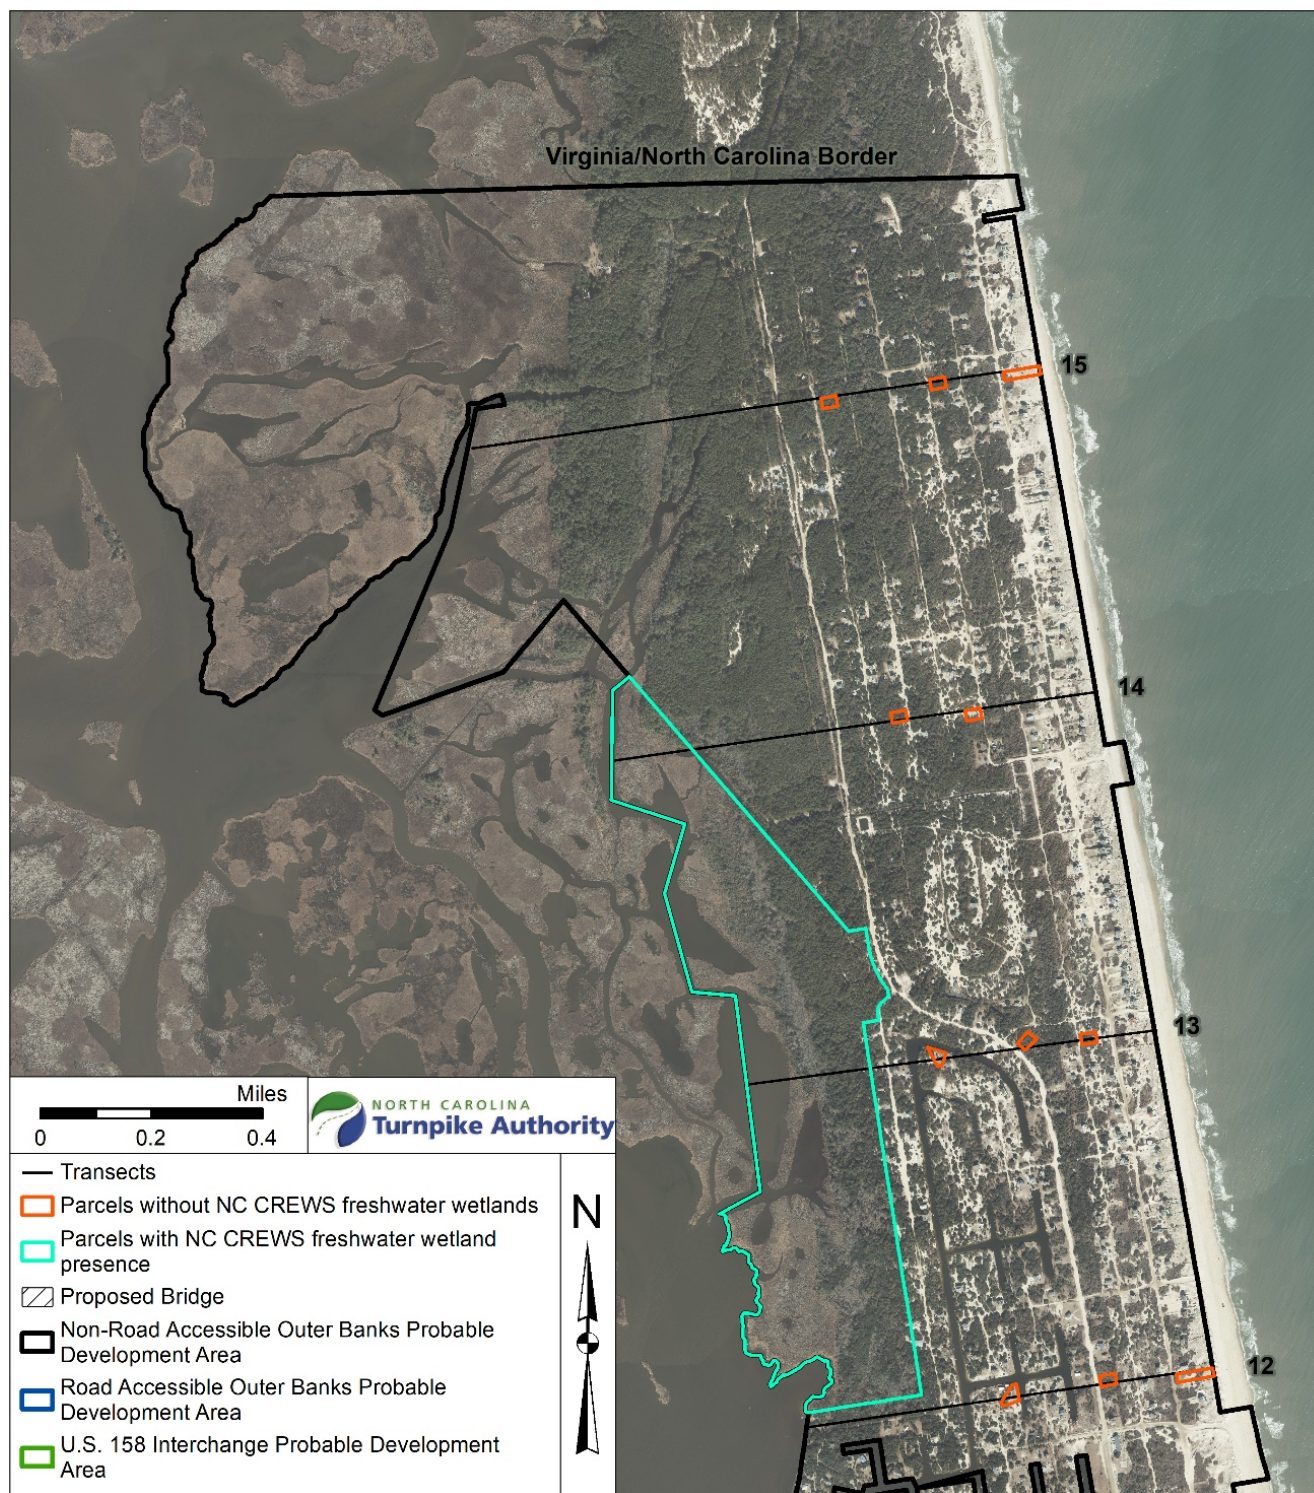 Virginia/North Carolina Border
15
14
13
12
Miles
0 0.2 0.4
NORTH CAROLINA
Turnpike Authority
Transects
Parcels without NC CREWS freshwater wetlands
Parcels with NC CREWS freshwater wetland
presence
Proposed Bridge
Non-Road Accessible Outer Banks Probable
Development Area
Road Accessible Outer Banks Probable
Development Area
U.S. 158 Interchange Probable Development
Area
N